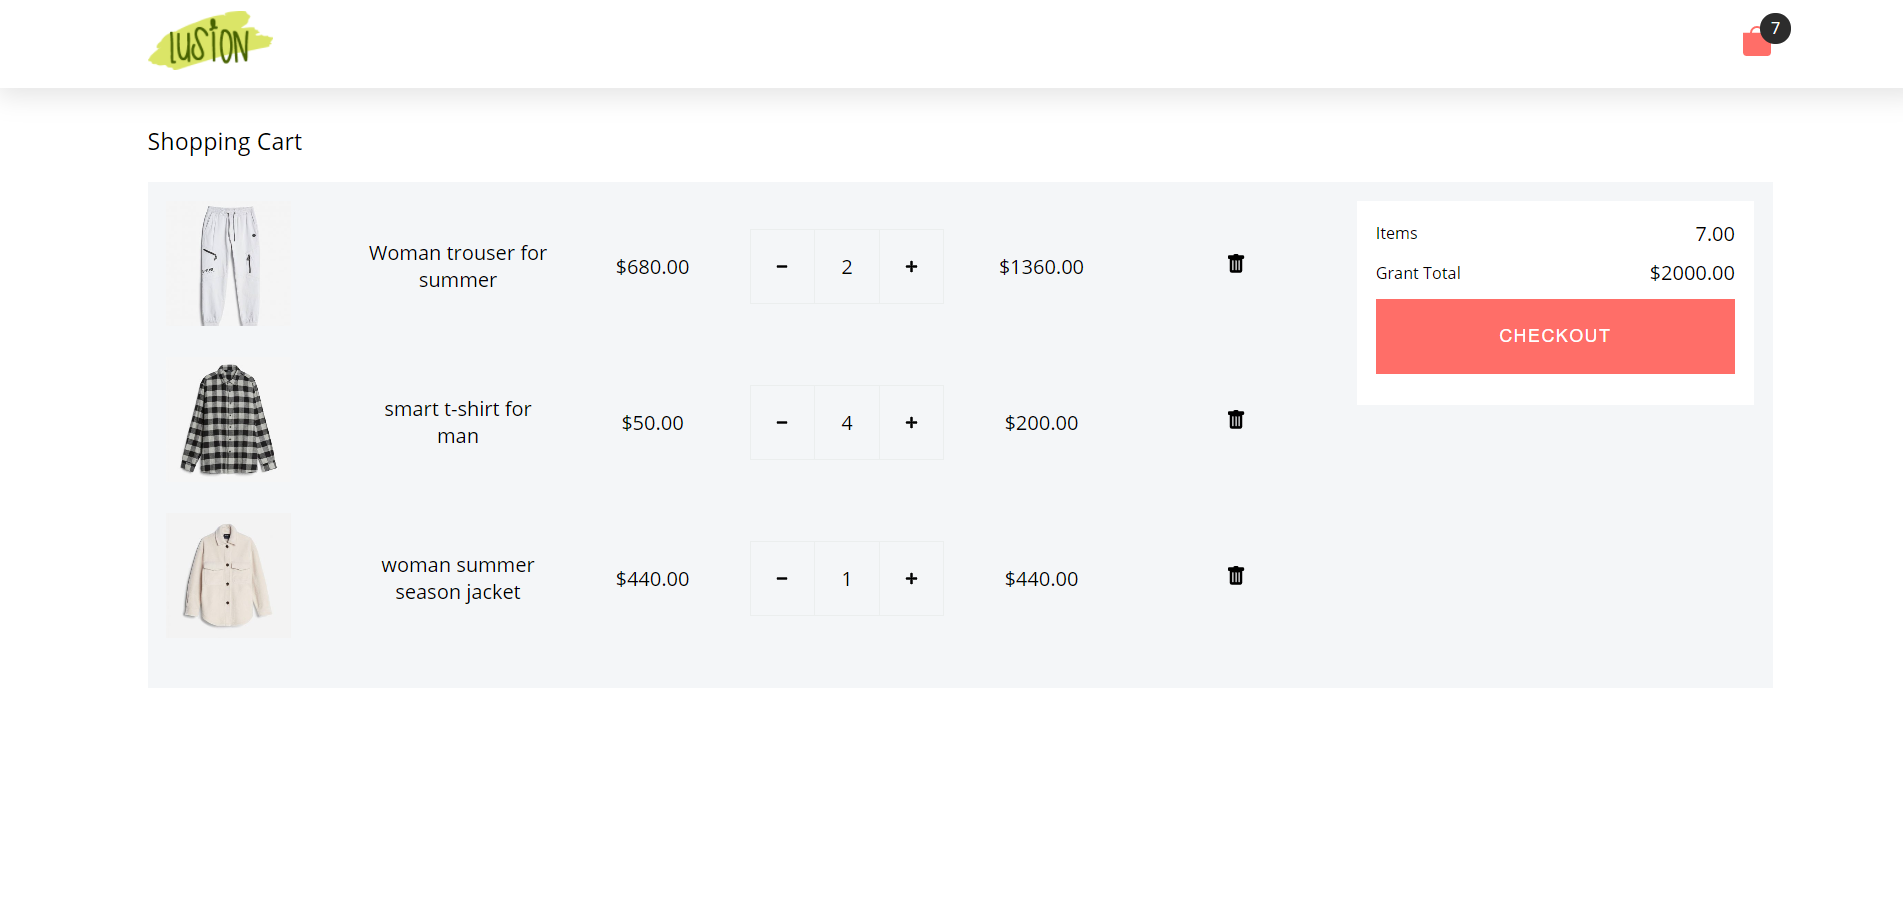 LUSION
7
Shopping Cart
Woman trouser for
summer
$680.00
2
$1360.00
smart t-shirt for
man
$50.00
4
$200.00
woman summer
season jacket
$440.00
1
$440.00
Items 7.00
Grant Total $2000.00
CHECKOUT